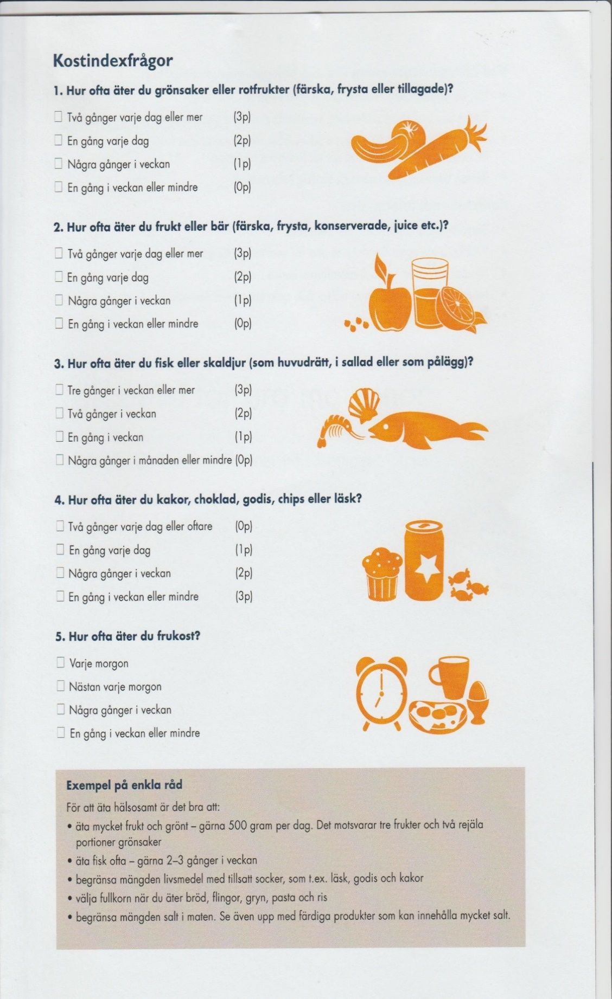 Kostindexfrågor
1. Hur ofta äter du grönsaker eller rotfrukter (färska, frysta eller tillagade)?
Två gånger varje dag eller mer (3p)
En gång varje dag (2p)
Några gånger i veckan (1p)
En gång i veckan eller mindre (0p)
2. Hur ofta äter du frukt eller bär (färska, frysta, konserverade, juice etc.)?
Två gånger varje dag eller mer (3p)
En gång varje dag (2p)
Några gånger i veckan (1p)
En gång i veckan eller mindre (0p)
3. Hur ofta äter du fisk eller skaldjur (som huvudrätt, i sallad eller som pålägg)?
Tre gånger i veckan eller mer (3p)
Två gånger i veckan (2p)
En gång i veckan (1p)
Några gånger i månaden eller mindre (0p)
4. Hur ofta äter du kakor, choklad, godis, chips eller läsk?
Två gånger varje dag eller oftare (0p)
En gång varje dag (1p)
Några gånger i veckan (2p)
En gång i veckan eller mindre (3p)
5. Hur ofta äter du frukost?
Varje morgon
Nästan varje morgon
Några gånger i veckan
En gång i veckan eller mindre
Exempel på enkla råd
För att äta hälsosamt är det bra att:
• äta mycket frukt och grönt – gärna 500 gram per dag. Det motsvarar tre frukter och två rejäla
portioner grönsaker
• äta fisk ofta – gärna 2–3 gånger i veckan
• begränsa mängden livsmedel med tillsatt socker, som t.ex. läsk, godis och kakor
• välja fullkorn när du äter bröd, flingor, gryn, pasta och ris
• begränsa mängden salt i maten. Se även upp med färdiga produkter som kan innehålla mycket salt.